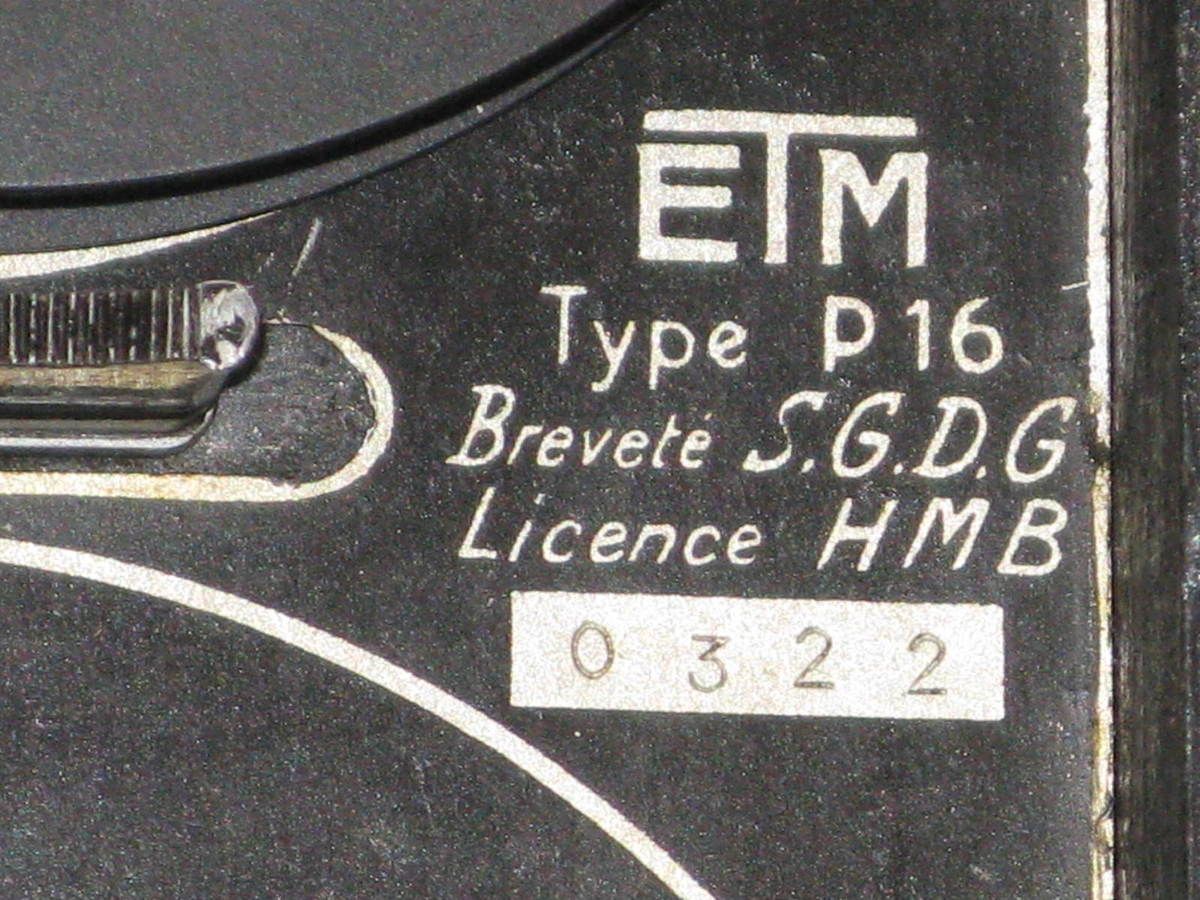 ETM
Type P16
Breveté S.G.D.G
Licence HMB
0322